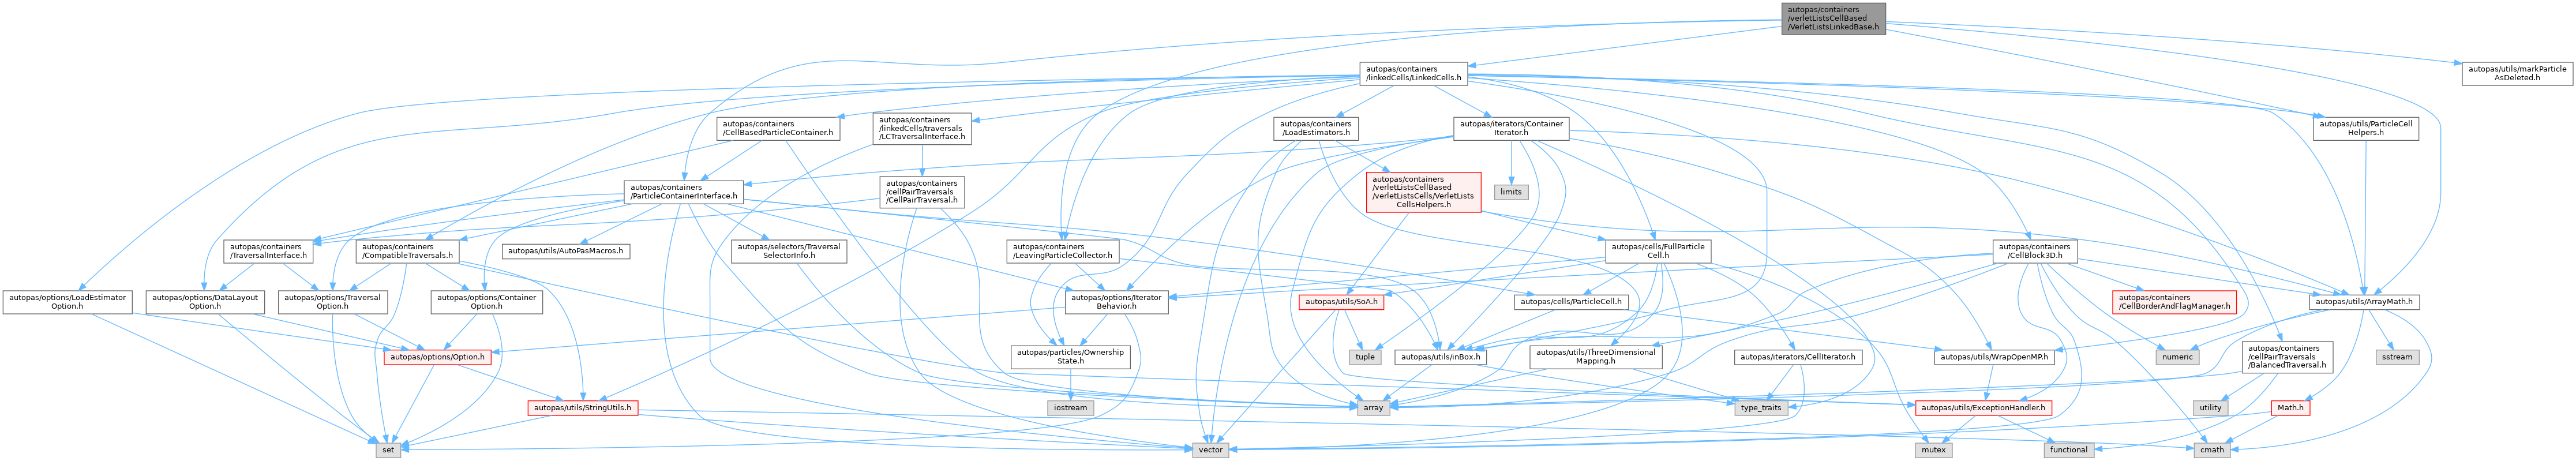 autopas/containers
/verletListsCellBased
/VerletListsLinkedBase.h
autopas/containers
/linkedCells/LinkedCells.h
autopas/utils/markParticle
AsDeleted.h
autopas/containers
/CellBasedParticleContainer.h
autopas/containers
/linkedCells/traversals
/LCTraversalInterface.h
autopas/containers
/LoadEstimators.h
autopas/iterators/Container
Iterator.h
autopas/utils/ParticleCell
Helpers.h
autopas/containers
/ParticleContainerInterface.h
autopas/containers
/cellPairTraversals
/CellPairTraversal.h
autopas/containers
/verletListsCellBased
/verletListsCells/VerletLists
CellsHelpers.h
limits
autopas/containers
/TraversalInterface.h
autopas/containers
/CompatibleTraversals.h
autopas/utils/AutoPasMacros.h
autopas/selectors/Traversal
SelectorInfo.h
autopas/containers
/LeavingParticleCollector.h
autopas/cells/FullParticle
Cell.h
autopas/containers
/CellBlock3D.h
autopas/options/LoadEstimator
Option.h
autopas/options/DataLayout
Option.h
autopas/options/Traversal
Option.h
autopas/options/Container
Option.h
autopas/options/Iterator
Behavior.h
autopas/utils/SoA.h
autopas/cells/ParticleCell.h
autopas/containers
/CellBorderAndFlagManager.h
autopas/utils/ArrayMath.h
autopas/options/Option.h
autopas/particles/Ownership
State.h
tuple
autopas/utils/inBox.h
autopas/utils/ThreeDimensional
Mapping.h
autopas/iterators/CellIterator.h
autopas/utils/WrapOpenMP.h
numeric
autopas/containers
/cellPairTraversals
/BalancedTraversal.h
sstream
autopas/utils/StringUtils.h
iostream
array
type_traits
autopas/utils/ExceptionHandler.h
utility
Math.h
set
vector
mutex
functional
cmath